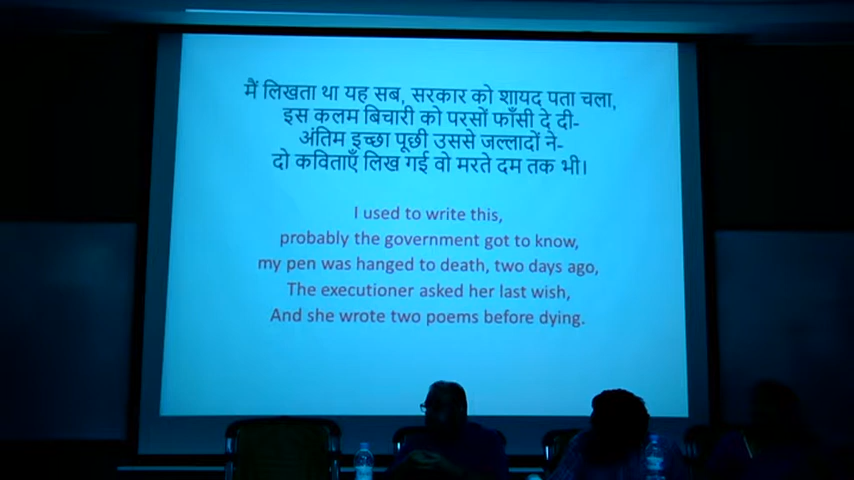 मैं लिखता था यह सब, सरकार को शायद पता चला,
इस कलम बिचारी को परसों फाँसी दे दी-
अंतिम इच्छा पूछी उससे जल्लादों ने-
दो कविताएँ लिख गई वो मरते दम तक भी।
I used to write this,
probably the government got to know,
my pen was hanged to death, two days ago,
The executioner asked her last wish,
And she wrote two poems before dying.